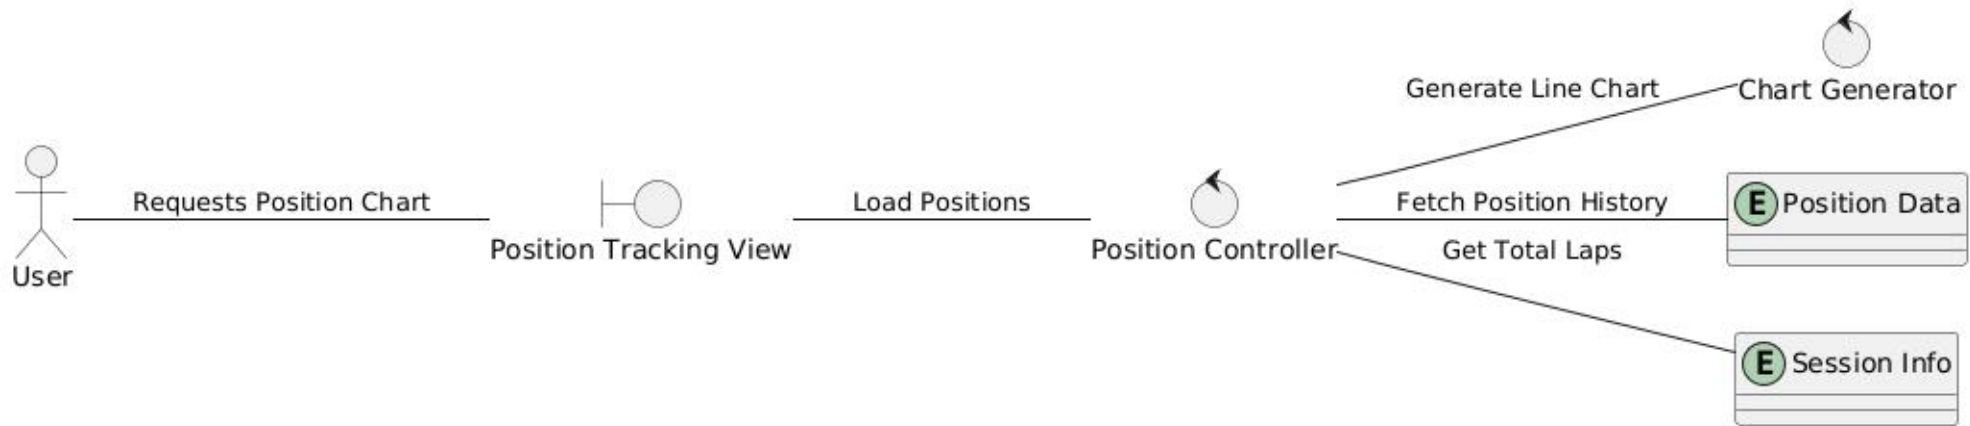 Generate Line Chart
Chart Generator
Requests Position Chart
Load Positions
Fetch Position History
E Position Data
User
Position Tracking View
Position Controller
Get Total Laps
E Session Info